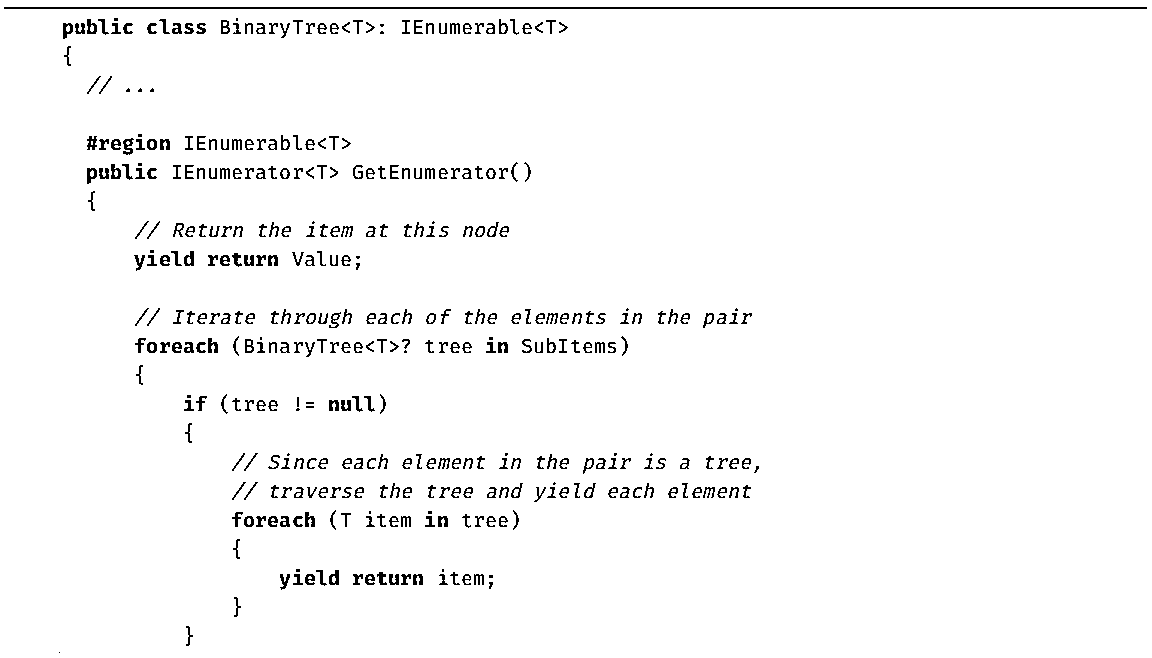 public class BinaryTree<T>: IEnumerable<T>
{
// ...
#region IEnumerable<T>
public IEnumerator<T> GetEnumerator()
{
// Return the item at this node
yield return Value;
// Iterate through each of the elements in the pair
foreach (BinaryTree<T>? tree in SubItems)
{
if (tree != null)
{
// Since each element in the pair is a tree,
// traverse the tree and yield each element
foreach (T item in tree)
{
yield return item;
}
}